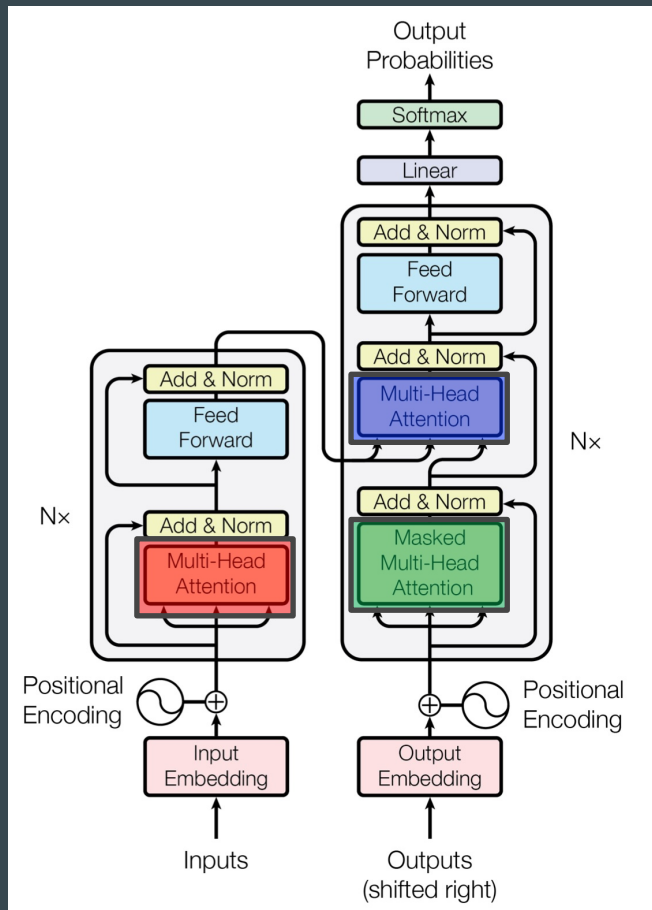 Output
Probabilities
Softmax
Linear
Add & Norm
Feed
Forward
Add & Norm
Multi-Head
Attention
Add & Norm
Masked
Multi-Head
Attention
N×
Add & Norm
Feed
Forward
Add & Norm
Multi-Head
Attention
N×
Positional
Encoding
Positional
Encoding
Input
Embedding
Output
Embedding
Inputs
Outputs
(shifted right)